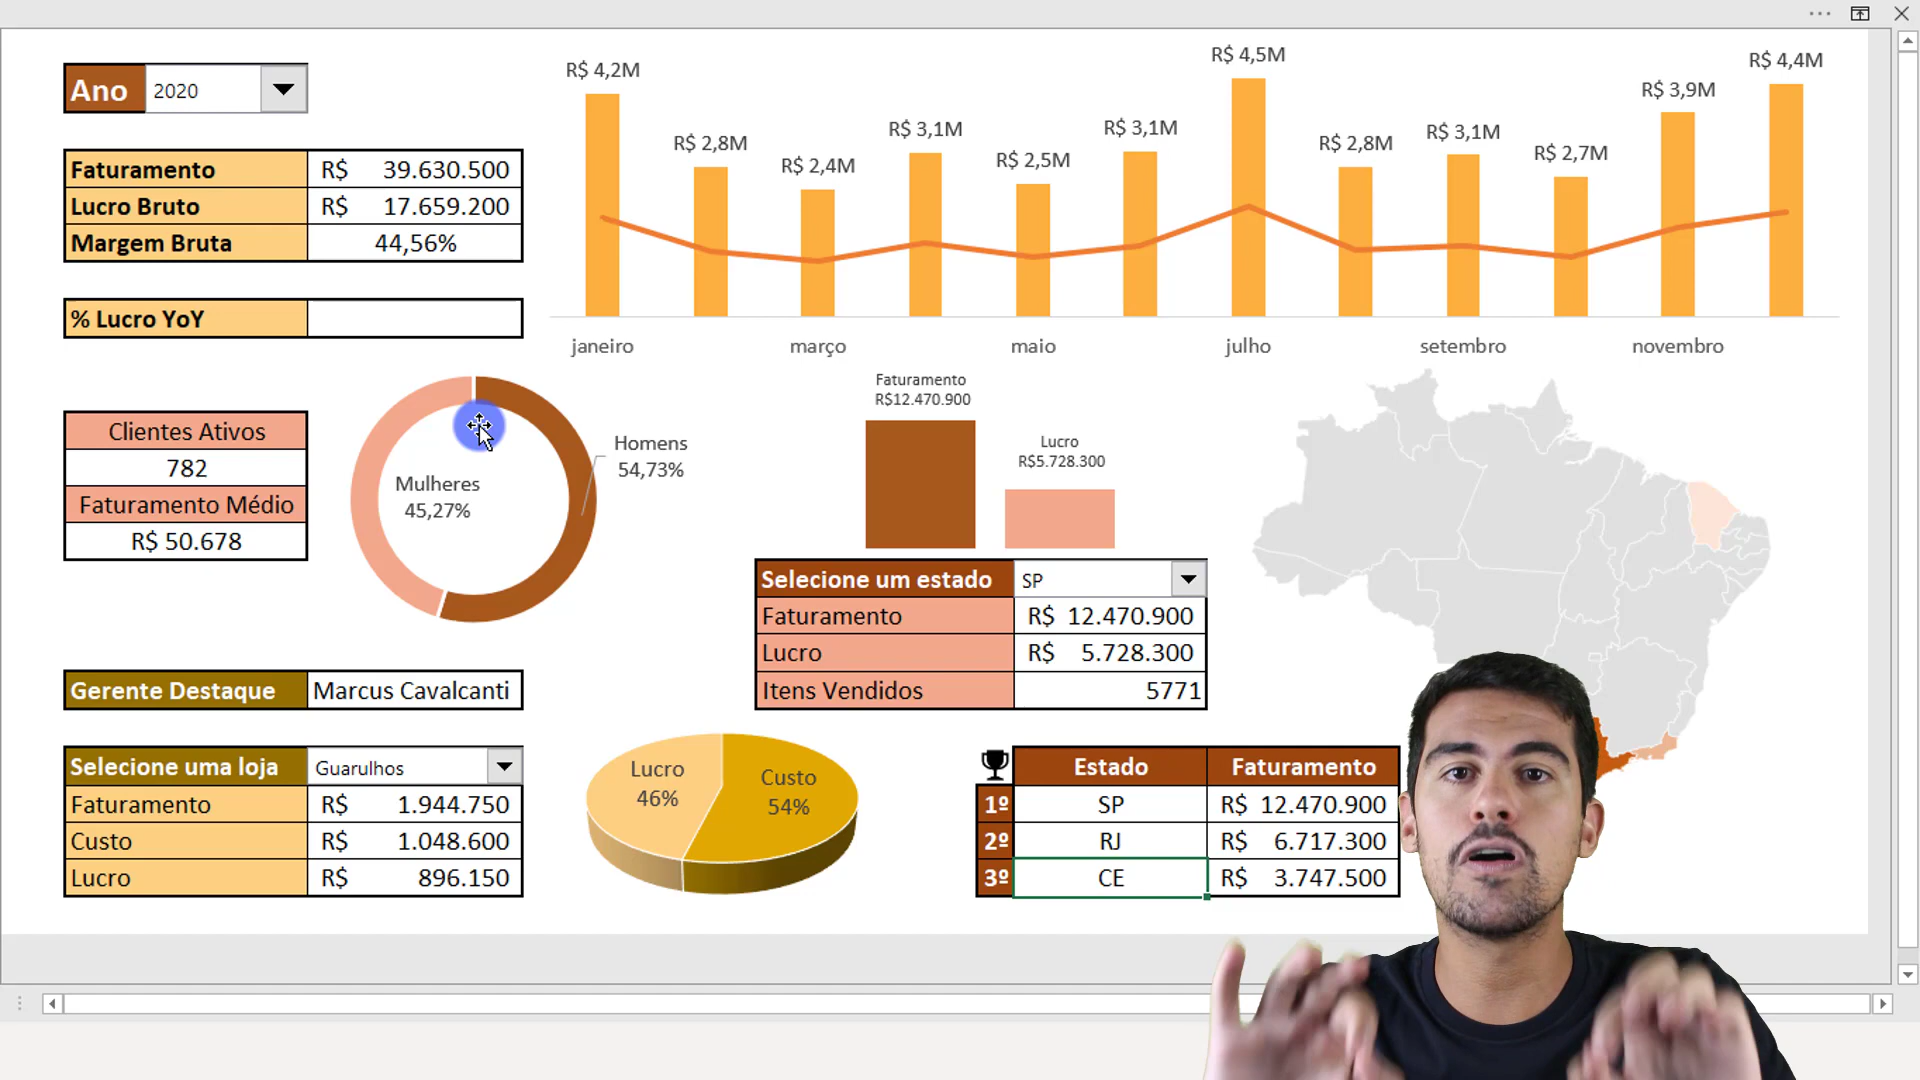 Ano 2020
Faturamento R$ 39.630.500
Lucro Bruto R$ 17.659.200
Margem Bruta 44,56%
% Lucro YoY
R$ 4,2M
R$ 2,8M
R$ 2,4M
R$ 3,1M
R$ 2,5M
R$ 3,1M
R$ 4,5M
R$ 2,8M
R$ 3,1M
R$ 2,7M
R$ 3,9M
R$ 4,4M
janeiro março maio julho setembro novembro
Clientes Ativos
782
Faturamento Médio
R$ 50.678
Mulheres
45,27%
Homens
54,73%
Faturamento
R$12.470.900
Lucro
R$5.728.300
Selecione um estado SP
Faturamento R$ 12.470.900
Lucro R$ 5.728.300
Itens Vendidos 5771
Gerente Destaque Marcus Cavalcanti
Selecione uma loja Guarulhos
Faturamento R$ 1.944.750
Custo R$ 1.048.600
Lucro R$ 896.150
Lucro
46%
Custo
54%
Estado Faturamento
1º SP R$ 12.470.900
2º RJ R$ 6.717.300
3º CE R$ 3.747.500